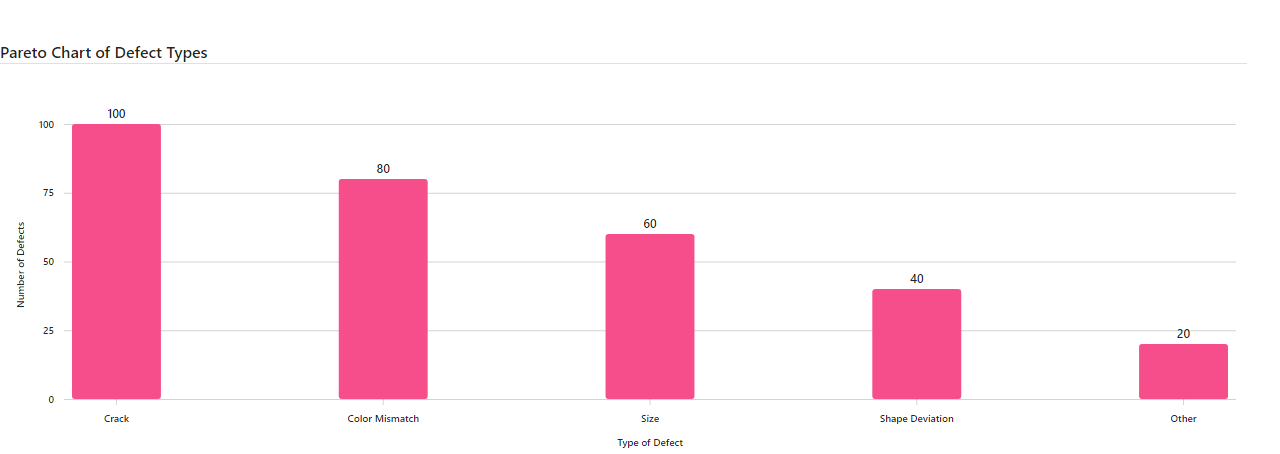 Pareto Chart of Defect Types
100
100
80
75
60
50
40
25
20
0
Number of Defects
Crack
Color Mismatch
Size
Shape Deviation
Other
Type of Defect